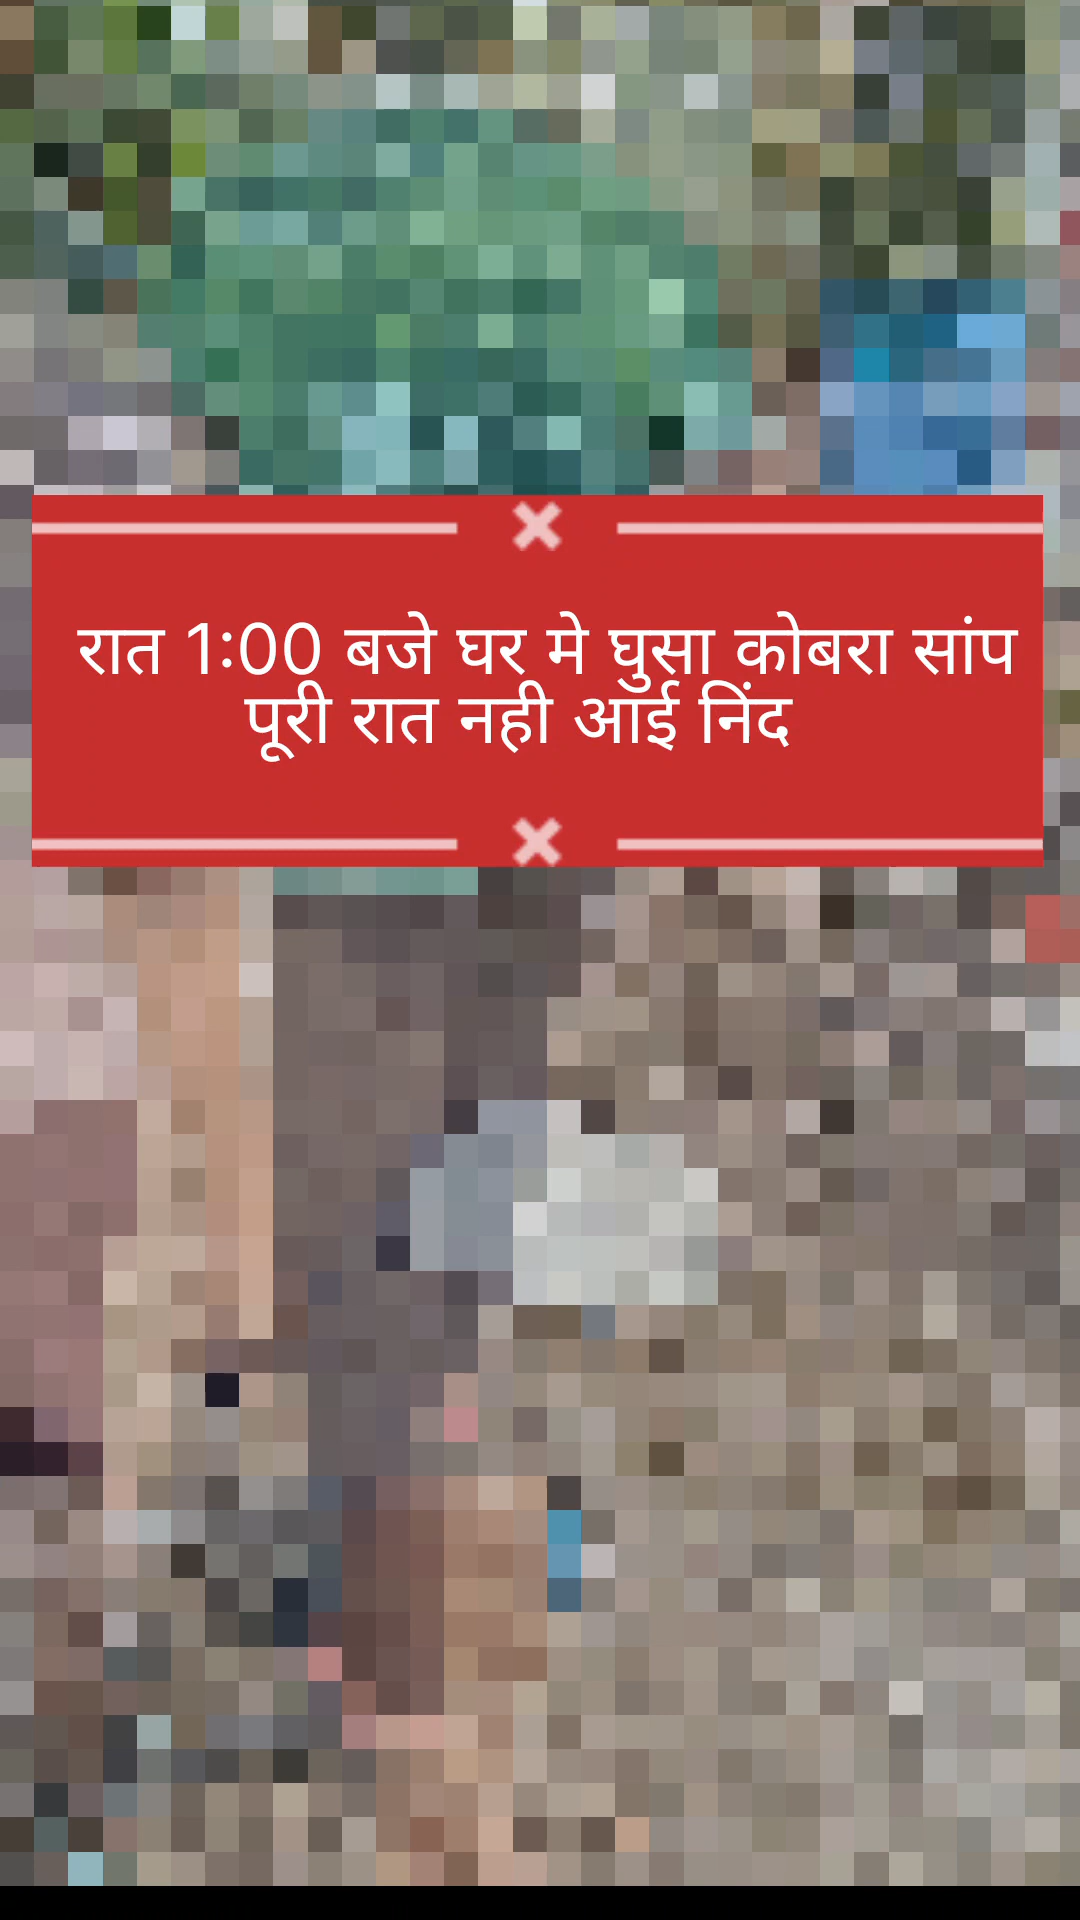 रात 1:00 बजे घर मे घुसा कोबरा सांप
पूरी रात नही आई निंद